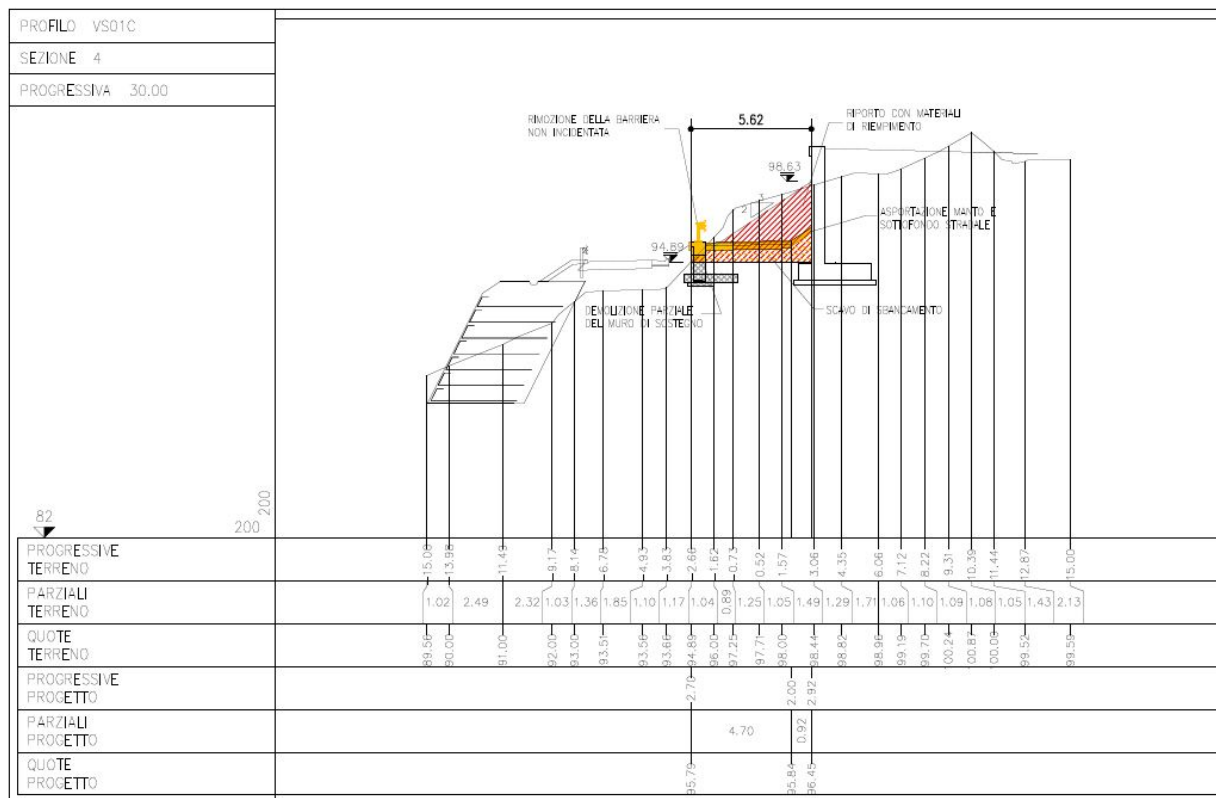 PROFILO VS01C
SEZIONE 4
PROGRESSIVA 30.00
RIMOZIONE DELLA BARRIERA
NON INCIDENTATA
5.62
RIPORTO CON MATERIALI
DI RIEMPIMENTO
98.63
3
2
ASPORTAZIONE MANTO E
SOTTOFONDO STRADALE
94.89
DEMOLIZIONE PARZIALE
DEL MURO DI SOSTEGNO
SCAVO DI SBANCAMENTO
82
200
200
PROGRESSIVE
TERRENO
15.00 13.98 11.49 9.17 8.14 6.78 4.93 3.83 2.66 1.62 0.73 0.52 1.57 3.06 4.35 6.06 7.12 8.22 9.31 10.39 11.44 12.87 15.00
PARZIALI
TERRENO
1.02 2.49 2.32 1.03 1.36 1.85 1.10 1.17 1.04 0.89 1.25 1.05 1.49 1.29 1.71 1.06 1.10 1.09 1.08 1.05 1.43 2.13
QUOTE
TERRENO
89.56 90.00 91.00 92.00 93.00 93.51 93.56 93.66 94.89 96.00 97.25 97.71 98.00 98.44 98.82 98.96 99.19 99.70 100.24 100.87 100.00 99.52 99.58
PROGRESSIVE
PROGETTO
2.70 2.00 2.92
PARZIALI
PROGETTO
4.70 0.92
QUOTE
PROGETTO
95.79 95.84 96.45